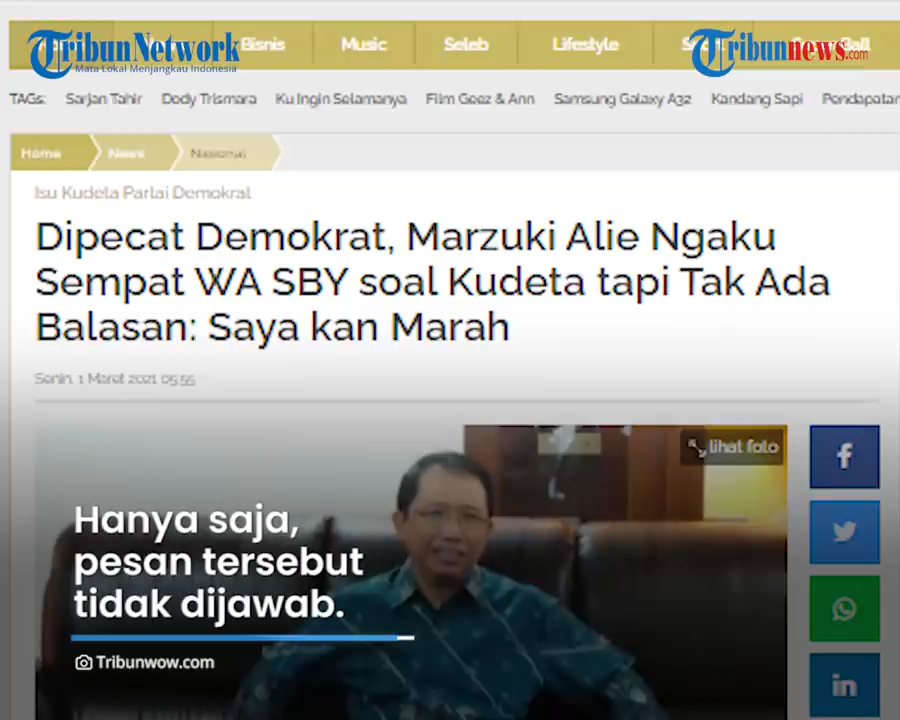 Tribun Network
Mata Lokal Menjangkau Indonesia
Bisnis
Music
Seleb
Lifestyle
Tribunnews.com
TAGs: Sarjan Tahir Dody Trismara Ku Ingin Selamanya Film Geez & Ann Samsung Galaxy A32 Kandang Sapi Pendapatan
Home News Nasional
Isu Kudeta Partai Demokrat
Dipecat Demokrat, Marzuki Alie Ngaku
Sempat WA SBY soal Kudeta tapi Tak Ada
Balasan: Saya kan Marah
Senin, 1 Maret 2021 05:55
lihat foto
Hanya saja,
pesan tersebut
tidak dijawab.
Tribunwow.com